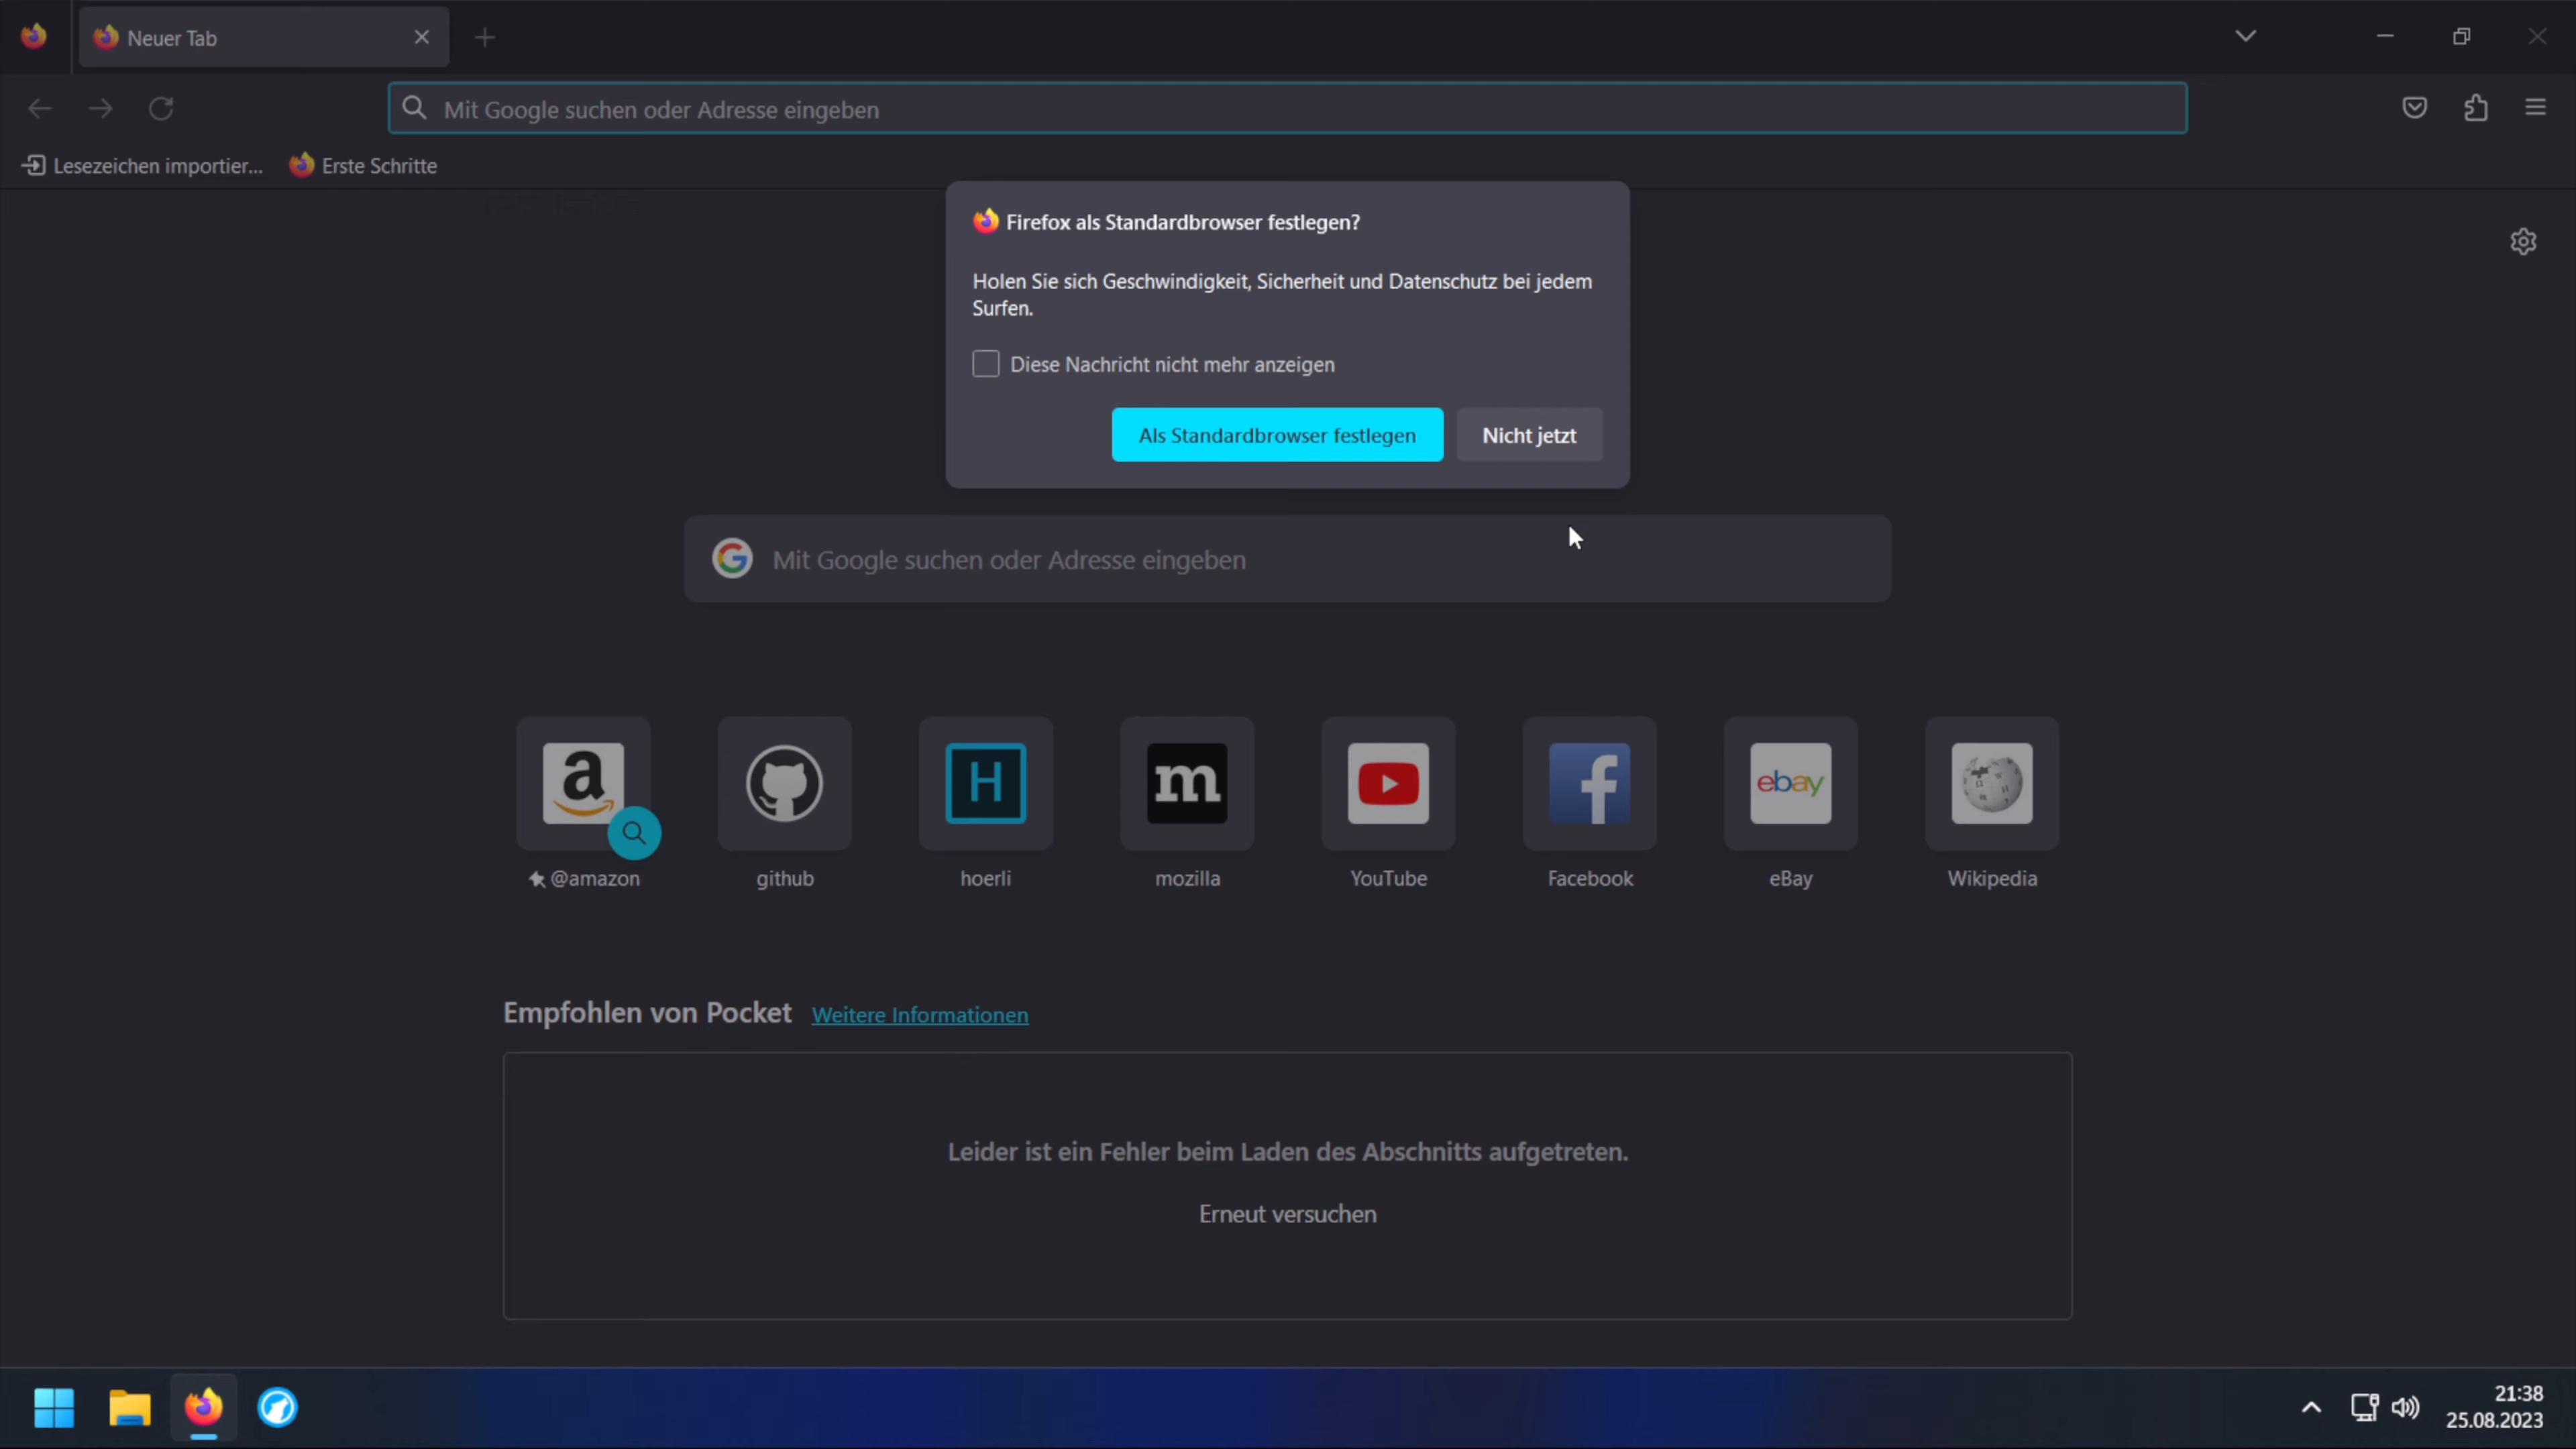 Neuer Tab
Mit Google suchen oder Adresse eingeben
Lesezeichen importier...
Erste Schritte
Firefox als Standardbrowser festlegen?
Holen Sie sich Geschwindigkeit, Sicherheit und Datenschutz bei jedem
Surfen.
Diese Nachricht nicht mehr anzeigen
Als Standardbrowser festlegen
Nicht jetzt
Mit Google suchen oder Adresse eingeben
a
H
m
f
ebay
@amazon
github
hoerli
mozilla
YouTube
Facebook
eBay
Wikipedia
Empfohlen von Pocket
Weitere Informationen
Leider ist ein Fehler beim Laden des Abschnitts aufgetreten.
Erneut versuchen
21:38
25.08.2023